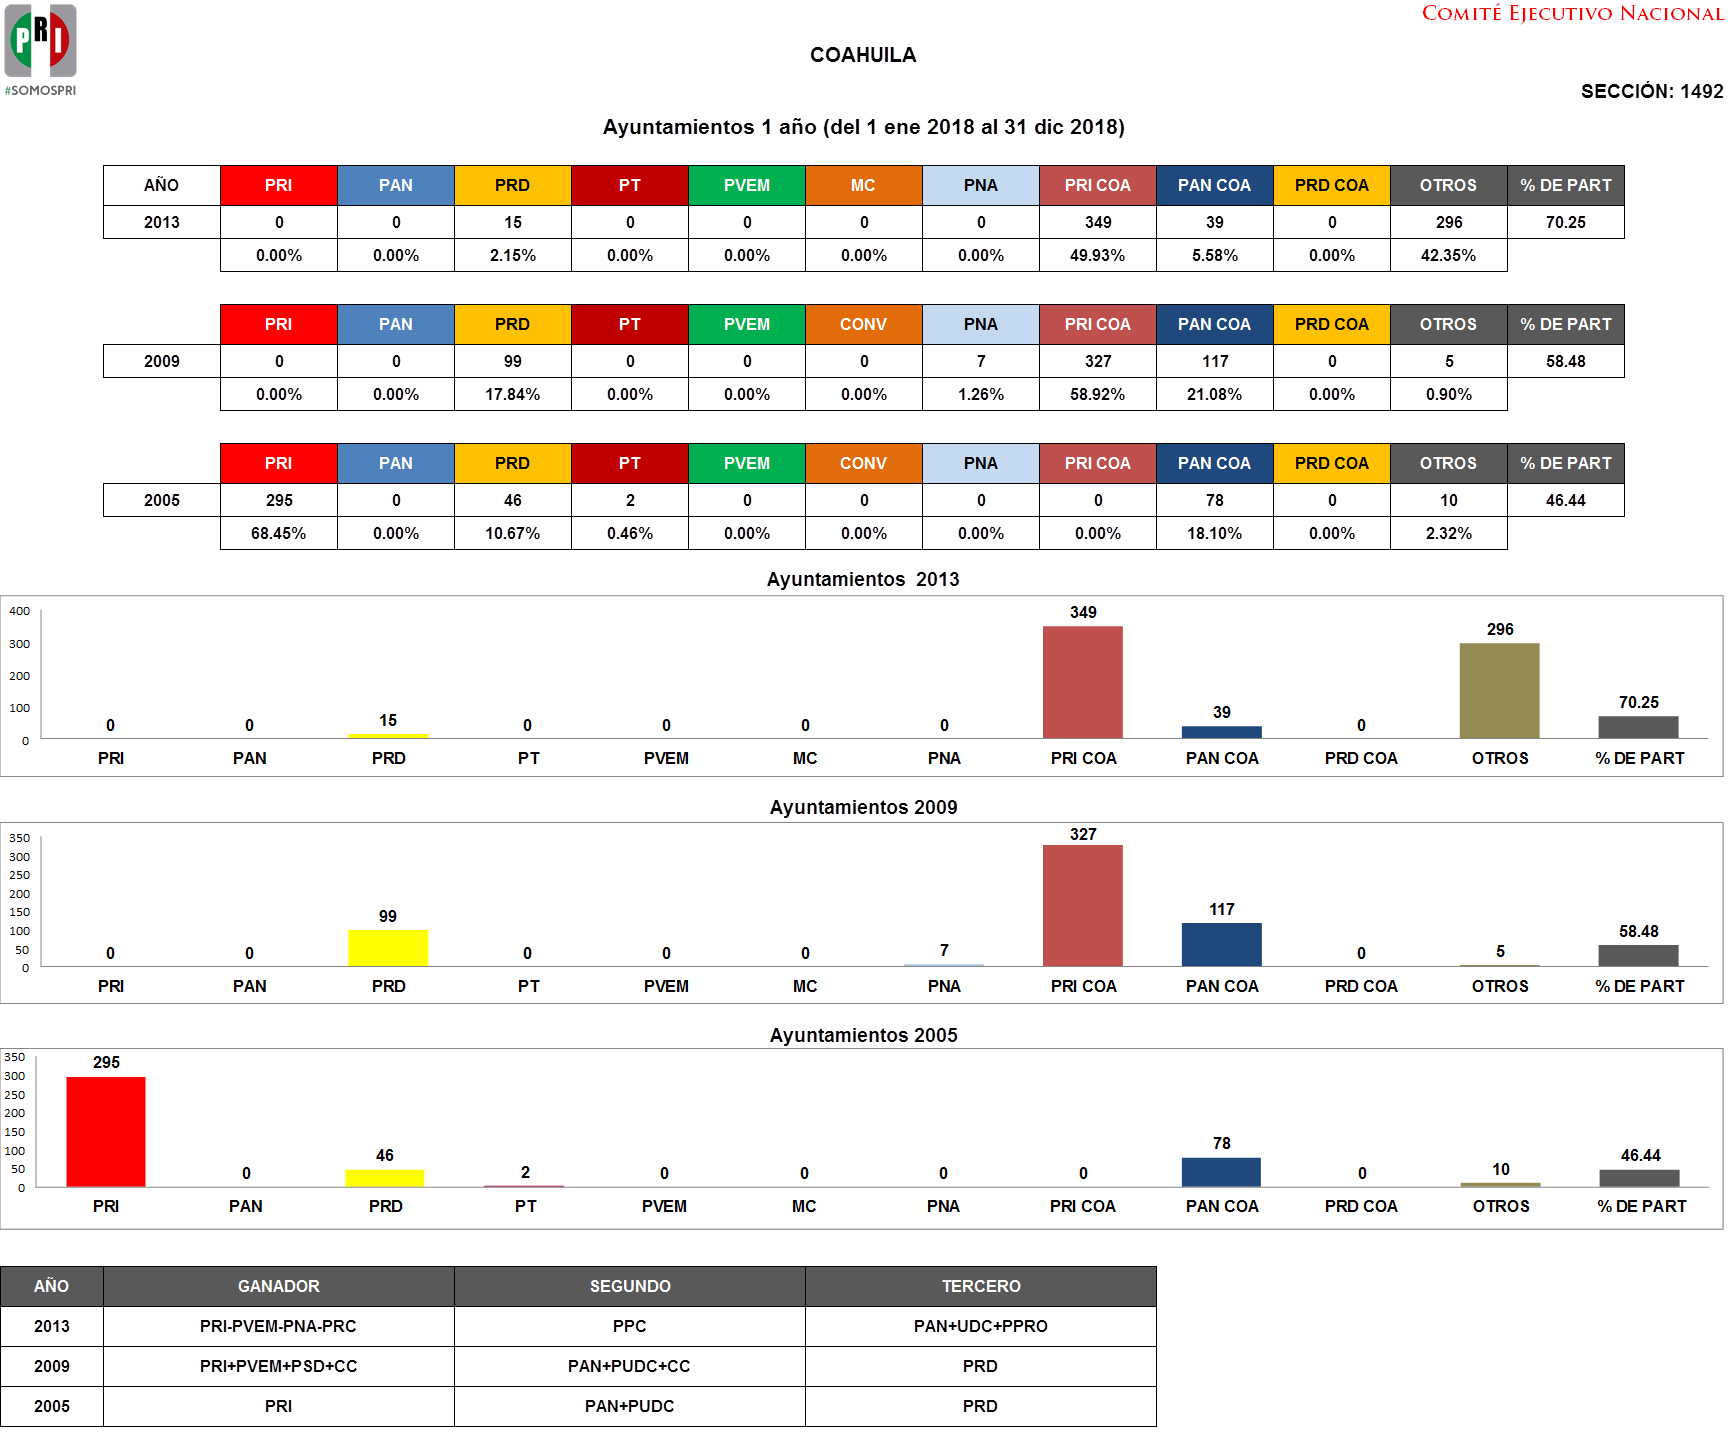 PRI
#SOMOSPRI
COMITÉ EJECUTIVO NACIONAL
COAHUILA
SECCIÓN: 1492
Ayuntamientos 1 año (del 1 ene 2018 al 31 dic 2018)
AÑO PRI PAN PRD PT PVEM MC PNA PRI COA PAN COA PRD COA OTROS % DE PART
2013 0 0 15 0 0 0 0 349 39 0 296 70.25
0.00% 0.00% 2.15% 0.00% 0.00% 0.00% 0.00% 49.93% 5.58% 0.00% 42.35%
PRI PAN PRD PT PVEM CONV PNA PRI COA PAN COA PRD COA OTROS % DE PART
2009 0 0 99 0 0 0 7 327 117 0 5 58.48
0.00% 0.00% 17.84% 0.00% 0.00% 0.00% 1.26% 58.92% 21.08% 0.00% 0.90%
PRI PAN PRD PT PVEM CONV PNA PRI COA PAN COA PRD COA OTROS % DE PART
2005 295 0 46 2 0 0 0 0 78 0 10 46.44
68.45% 0.00% 10.67% 0.46% 0.00% 0.00% 0.00% 0.00% 18.10% 0.00% 2.32%
Ayuntamientos 2013
400
300
200
100
0
0 0 15 0 0 0 0 349 39 0 296 70.25
PRI PAN PRD PT PVEM MC PNA PRI COA PAN COA PRD COA OTROS % DE PART
Ayuntamientos 2009
350
300
250
200
150
100
50
0
0 0 99 0 0 0 7 327 117 0 5 58.48
PRI PAN PRD PT PVEM MC PNA PRI COA PAN COA PRD COA OTROS % DE PART
Ayuntamientos 2005
350
300
250
200
150
100
50
0
295 0 46 2 0 0 0 0 78 0 10 46.44
PRI PAN PRD PT PVEM MC PNA PRI COA PAN COA PRD COA OTROS % DE PART
AÑO GANADOR SEGUNDO TERCERO
2013 PRI-PVEM-PNA-PRC PPC PAN+UDC+PPRO
2009 PRI+PVEM+PSD+CC PAN+PUDC+CC PRD
2005 PRI PAN+PUDC PRD